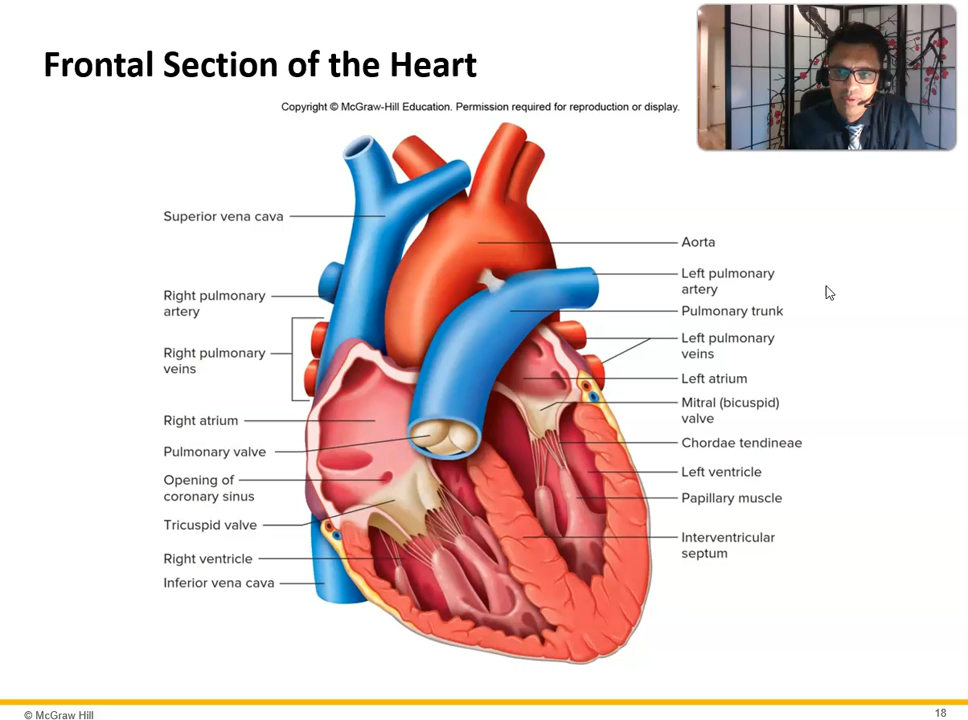 Frontal Section of the Heart
Copyright © McGraw-Hill Education. Permission required for reproduction or display.
Superior vena cava
Right pulmonary
artery
Right pulmonary
veins
Right atrium
Pulmonary valve
Opening of
coronary sinus
Tricuspid valve
Right ventricle
Inferior vena cava
Aorta
Left pulmonary
artery
Pulmonary trunk
Left pulmonary
veins
Left atrium
Mitral (bicuspid)
valve
Chordae tendineae
Left ventricle
Papillary muscle
Interventricular
septum
© McGraw Hill
18